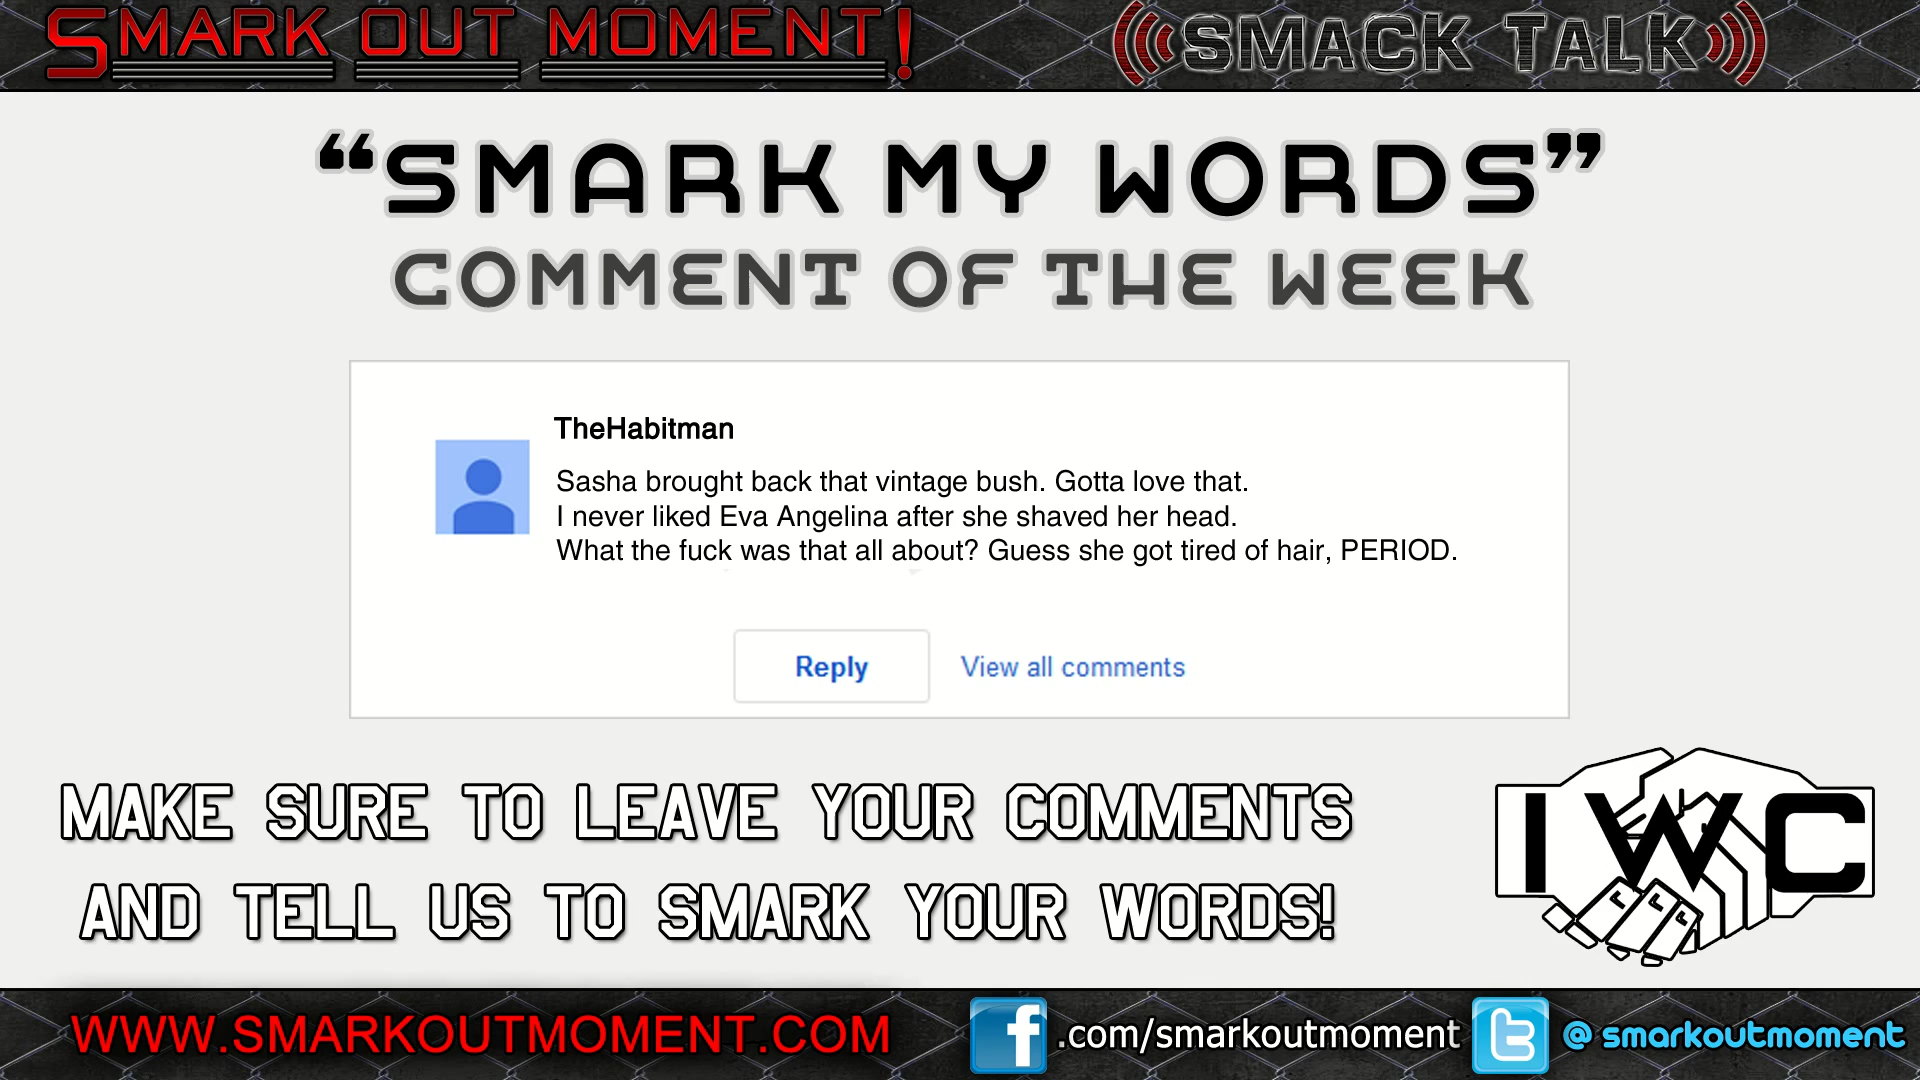 SMARK OUT MOMENT!
SMACK TALK
“SMARK MY WORDS”
COMMENT OF THE WEEK
TheHabitman
Sasha brought back that vintage bush. Gotta love that.
I never liked Eva Angelina after she shaved her head.
What the fuck was that all about? Guess she got tired of hair, PERIOD.
Reply View all comments
MAKE SURE TO LEAVE YOUR COMMENTS
AND TELL US TO SMARK YOUR WORDS!
IWC
WWW.SMARKOUTMOMENT.COM
f .com/smarkoutmoment
t @smarkoutmoment